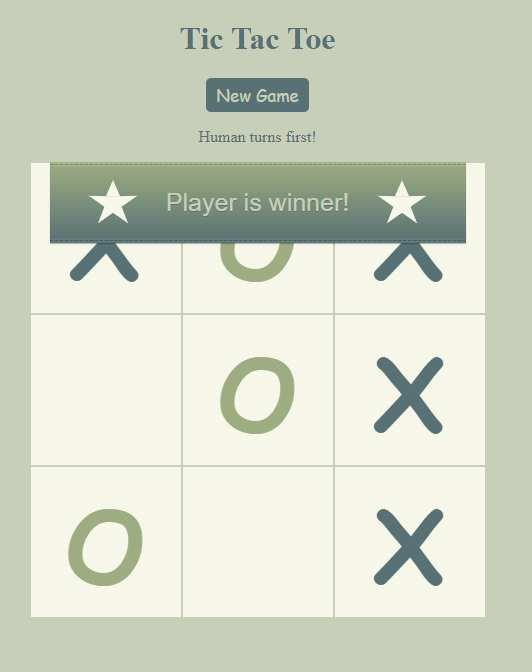 Tic Tac Toe
New Game
Human turns first!
Player is winner!
X O X
O X
O X